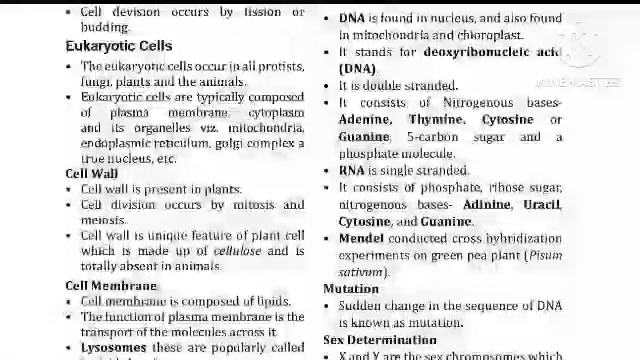 • Cell devision occurs by fission or
budding.
Eukaryotic Cells
• The eukaryotic cells occur in all protists,
fungi, plants and the animals.
• Eukaryotic cells are typically composed
of plasma membrane, cytoplasm
and its organelles viz. mitochondria,
endoplasmic reticulum, golgi complex a
true nucleus, etc.
Cell Wall
• Cell wall is present in plants.
• Cell division occurs by mitosis and
meiosis.
• Cell wall is unique feature of plant cell
which is made up of cellulose and is
totally absent in animals.
Cell Membrane
• Cell membrane is composed of lipids.
• The function of plasma membrane is the
transport of the molecules across it.
• Lysosomes these are popularly called
• DNA is found in nucleus, and also found
in mitochondria and chloroplast.
• It stands for deoxyribonucleic acid
(DNA).
• It is double stranded.
• It consists of Nitrogenous bases-
Adenine, Thymine, Cytosine or
Guanine, 5-carbon sugar and a
phosphate molecule.
• RNA is single stranded.
• It consists of phosphate, ribose sugar,
nitrogenous bases- Adinine, Uracil,
Cytosine, and Guanine.
• Mendel conducted cross hybridization
experiments on green pea plant (Pisum
sativum).
Mutation
• Sudden change in the sequence of DNA
is known as mutation.
Sex Determination
• X and Y are the sex chromosomes which
KINEMASTER